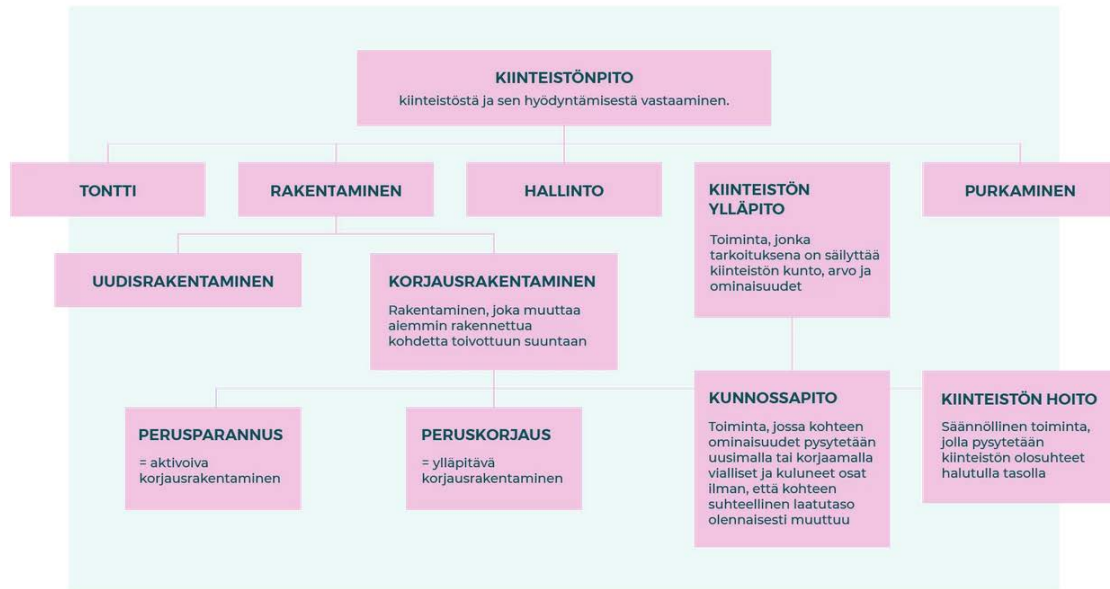 KIINTEISTÖNPITO
kiinteistöstä ja sen hyödyntämisestä vastaaminen.
TONTTI
RAKENTAMINEN
HALLINTO
KIINTEISTÖN
YLLÄPITO
Toiminta, jonka
tarkoituksena on säilyttää
kiinteistön kunto, arvo ja
ominaisuudet
PURKAMINEN
UUDISRAKENTAMINEN
KORJAUSRAKENTAMINEN
Rakentaminen, joka muuttaa
aiemmin rakennettua
kohdetta toivottuun suuntaan
PERUSPARANNUS
= aktivoiva
korjausrakentaminen
PERUSKORJAUS
= ylläpitävä
korjausrakentaminen
KUNNOSSAPITO
Toiminta, jossa kohteen
ominaisuudet pysytetään
uusimalla tai korjaamalla
vialliset ja kuluneet osat
ilman, että kohteen
suhteellinen laatutaso
olennaisesti muuttuu
KIINTEISTÖN HOITO
Säännöllinen toiminta,
jolla pysytetään
kiinteistön olosuhteet
halutulla tasolla